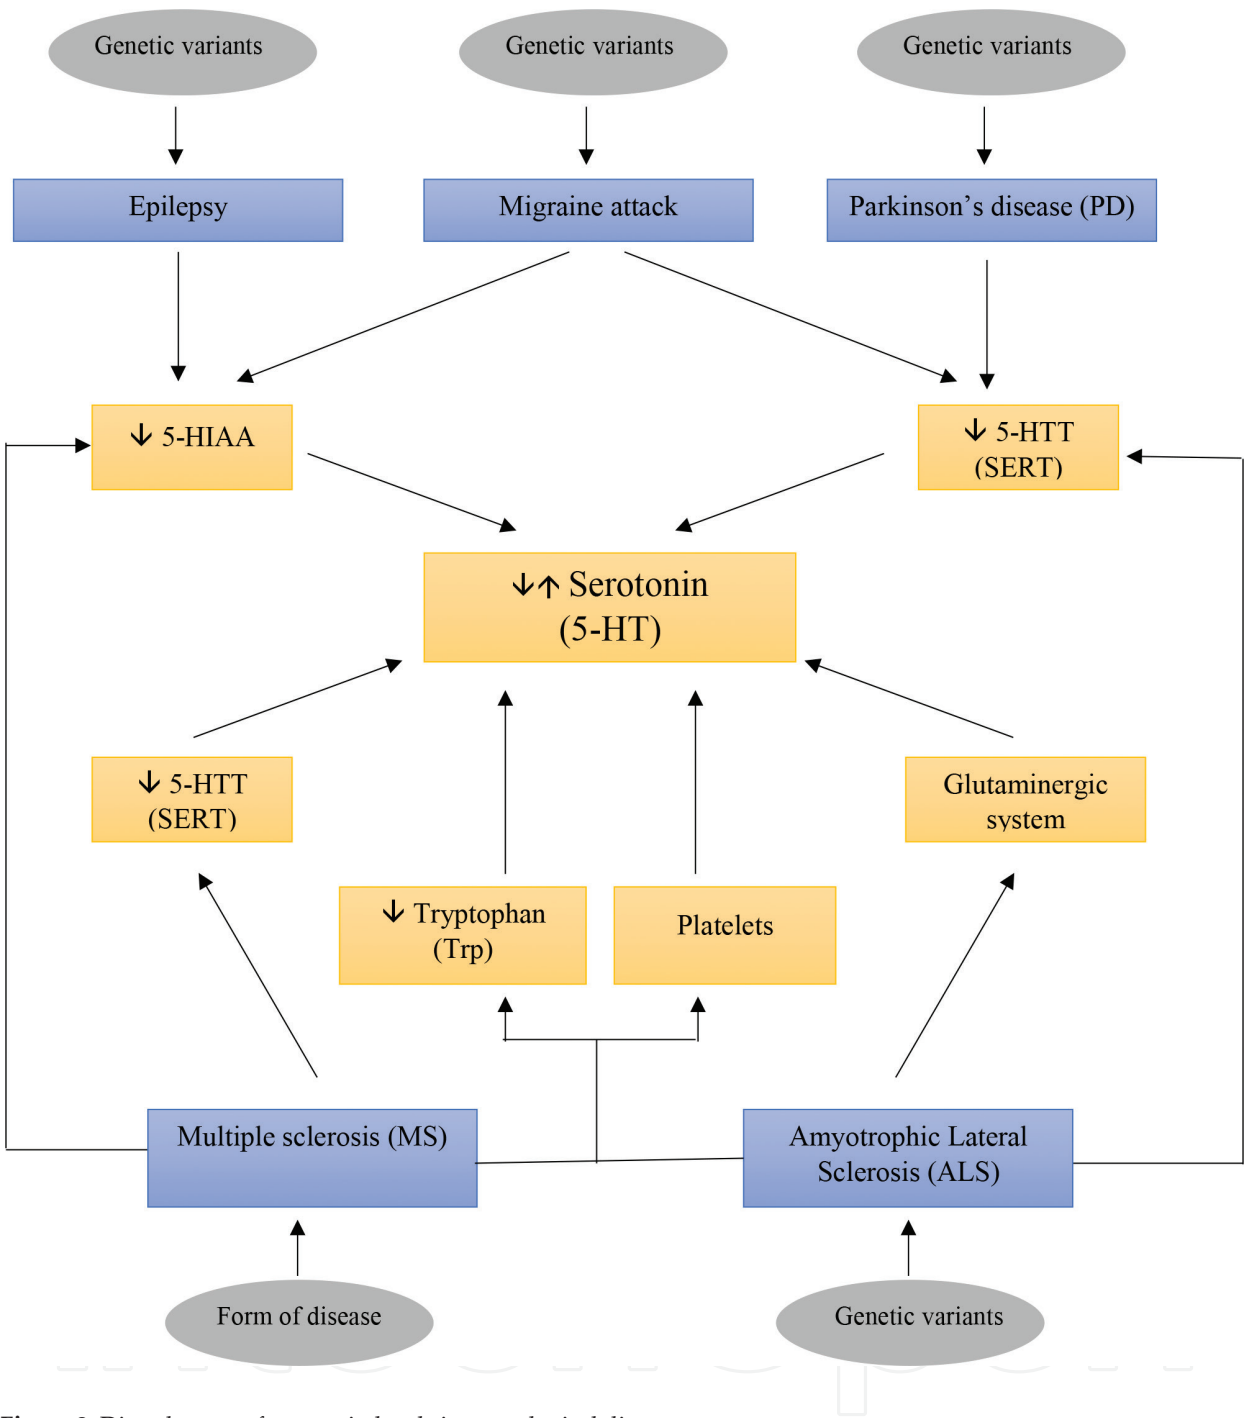 Genetic variants
Genetic variants
Genetic variants
Epilepsy
Migraine attack
Parkinson’s disease (PD)
↓ 5-HIAA
↓ 5-HTT
(SERT)
↓↑ Serotonin
(5-HT)
↓ 5-HTT
(SERT)
Glutaminergic
system
↓ Tryptophan
(Trp)
Platelets
Multiple sclerosis (MS)
Amyotrophic Lateral
Sclerosis (ALS)
Form of disease
Genetic variants